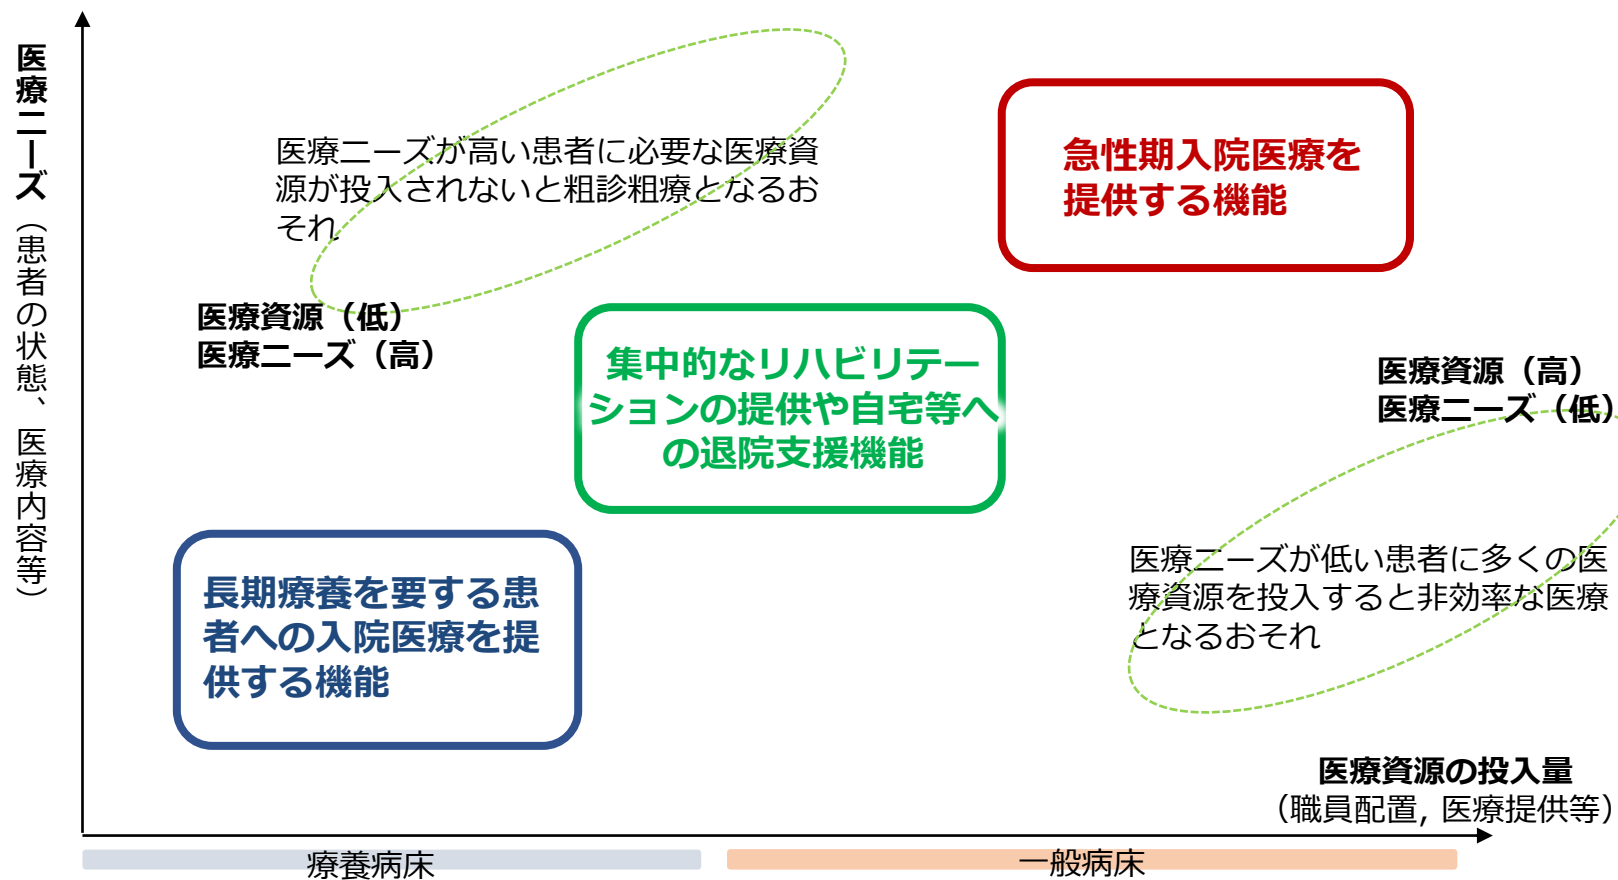 医療ニーズ（患者の状態、医療内容等）
医療ニーズが高い患者に必要な医療資
源が投入されないと粗診粗療となるお
それ
急性期入院医療を
提供する機能
医療資源（低）
医療ニーズ（高）
集中的なリハビリテー
ションの提供や自宅等へ
の退院支援機能
医療資源（高）
医療ニーズ（低）
長期療養を要する患
者への入院医療を提
供する機能
医療ニーズが低い患者に多くの医
療資源を投入すると非効率な医療
となるおそれ
医療資源の投入量
（職員配置, 医療提供等）
療養病床
一般病床